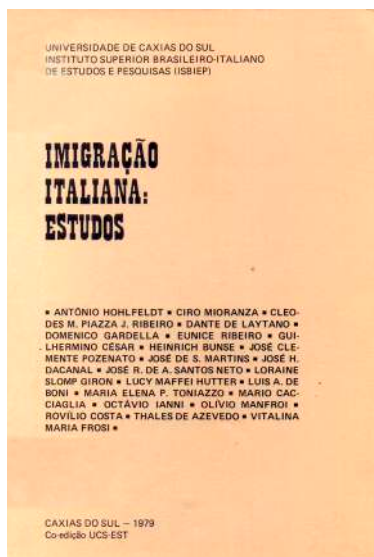 UNIVERSIDADE DE CAXIAS DO SUL
INSTITUTO SUPERIOR BRASILEIRO-ITALIANO
DE ESTUDOS E PESQUISAS (ISBIEP)
IMIGRAÇÃO
ITALIANA:
ESTUDOS
▪ ANTÔNIO HOHLFELDT ▪ CIRO MIORANZA ▪ CLEO-
DES M. PIAZZA J. RIBEIRO ▪ DANTE DE LAYTANO ▪
DOMENICO GARDELLA ▪ EUNICE RIBEIRO ▪ GUI-
LHERMINO CÉSAR ▪ HEINRICH BUNSE ▪ JOSÉ CLE-
MENTE POZENATO ▪ JOSÉ DE S. MARTINS ▪ JOSÉ H.
DACANAL ▪ JOSÉ R. DE A. SANTOS NETO ▪ LORAINE
SLOMP GIRON ▪ LUCY MAFFEI HUTTER ▪ LUIS A. DE
BONI ▪ MARIA ELENA P. TONIAZZO ▪ MARIO CAC-
CIAGLIA ▪ OCTÁVIO IANNI ▪ OLÍVIO MANFROI ▪
ROVÍLIO COSTA ▪ THALES DE AZEVEDO ▪ VITALINA
MARIA FROSI ▪
CAXIAS DO SUL – 1979
Co-edição UCS-EST